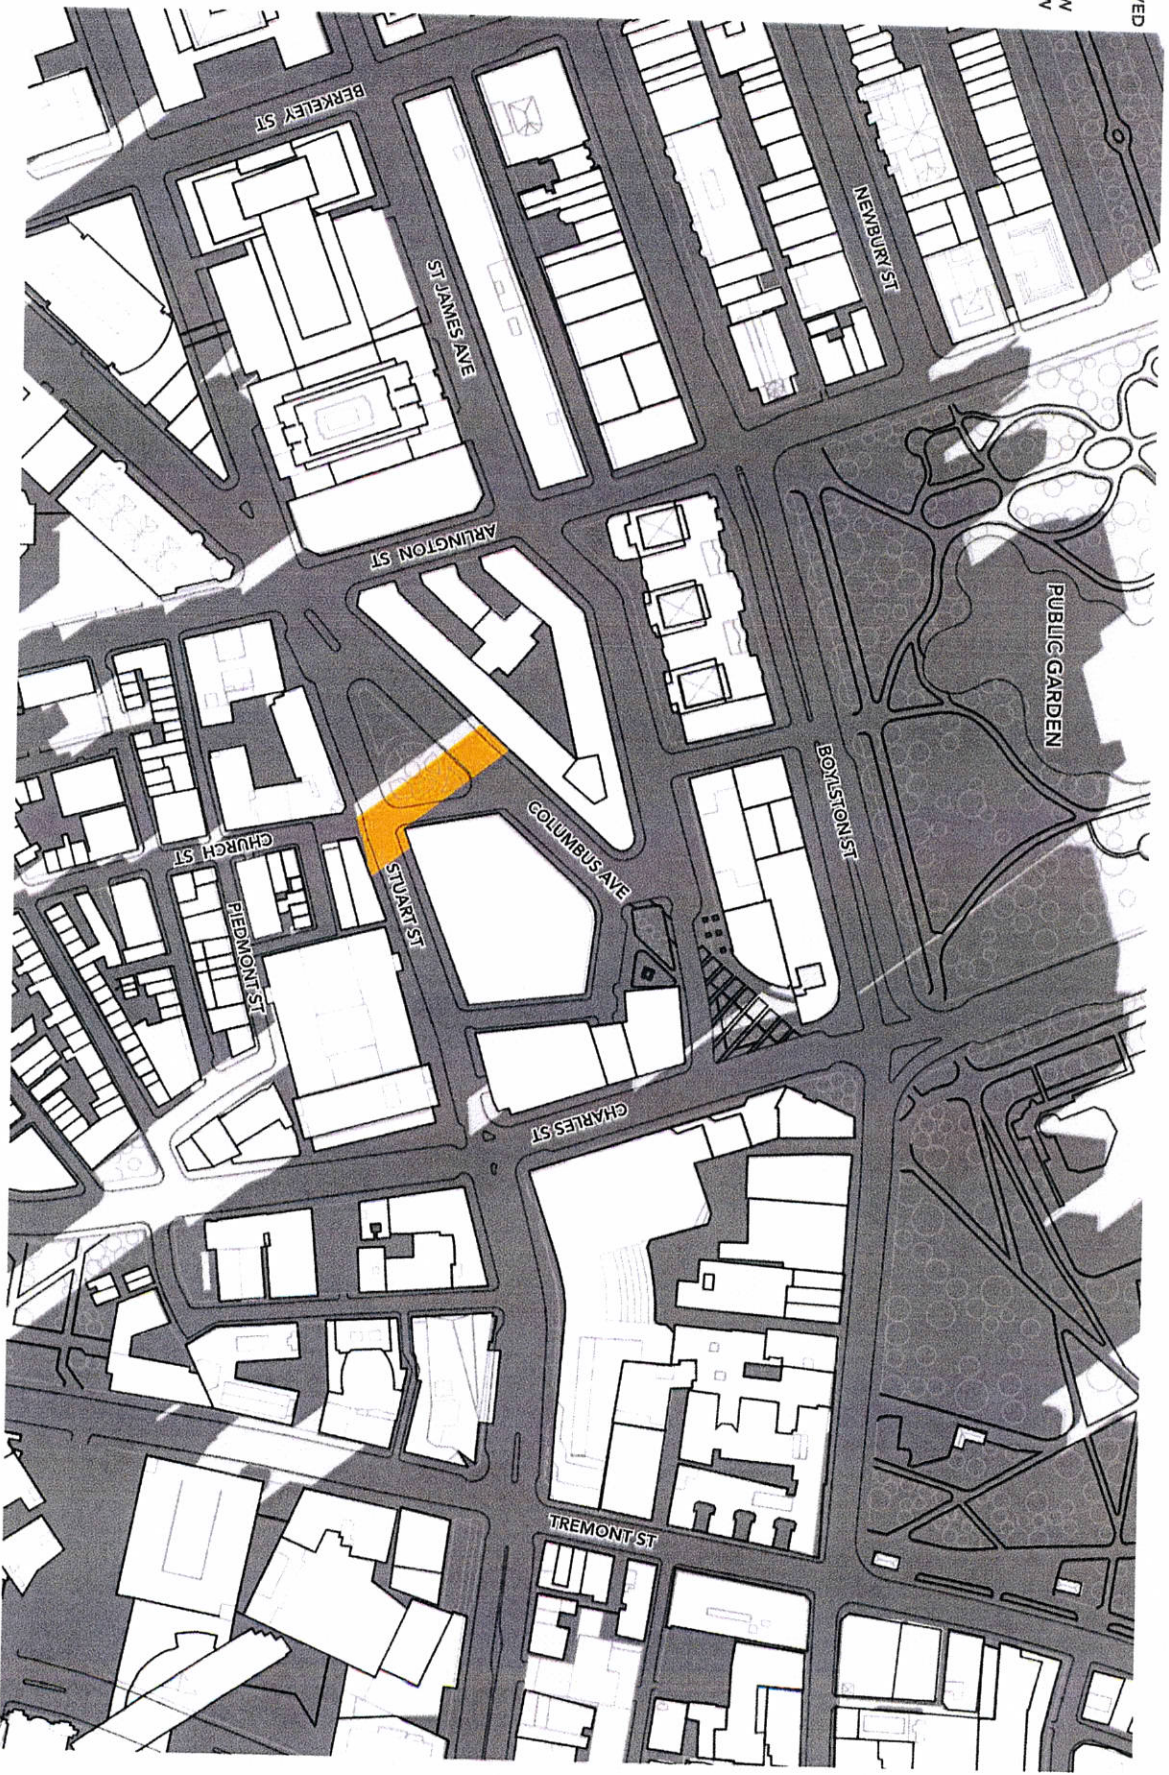 BERKELEY ST
NEWBURY ST
ST JAMES AVE
ARLINGTON ST
PUBLIC GARDEN
BOYLSTON ST
COLUMBUS AVE
CHURCH ST
STUART ST
PIEDMONT ST
CHARLES ST
TREMONT ST